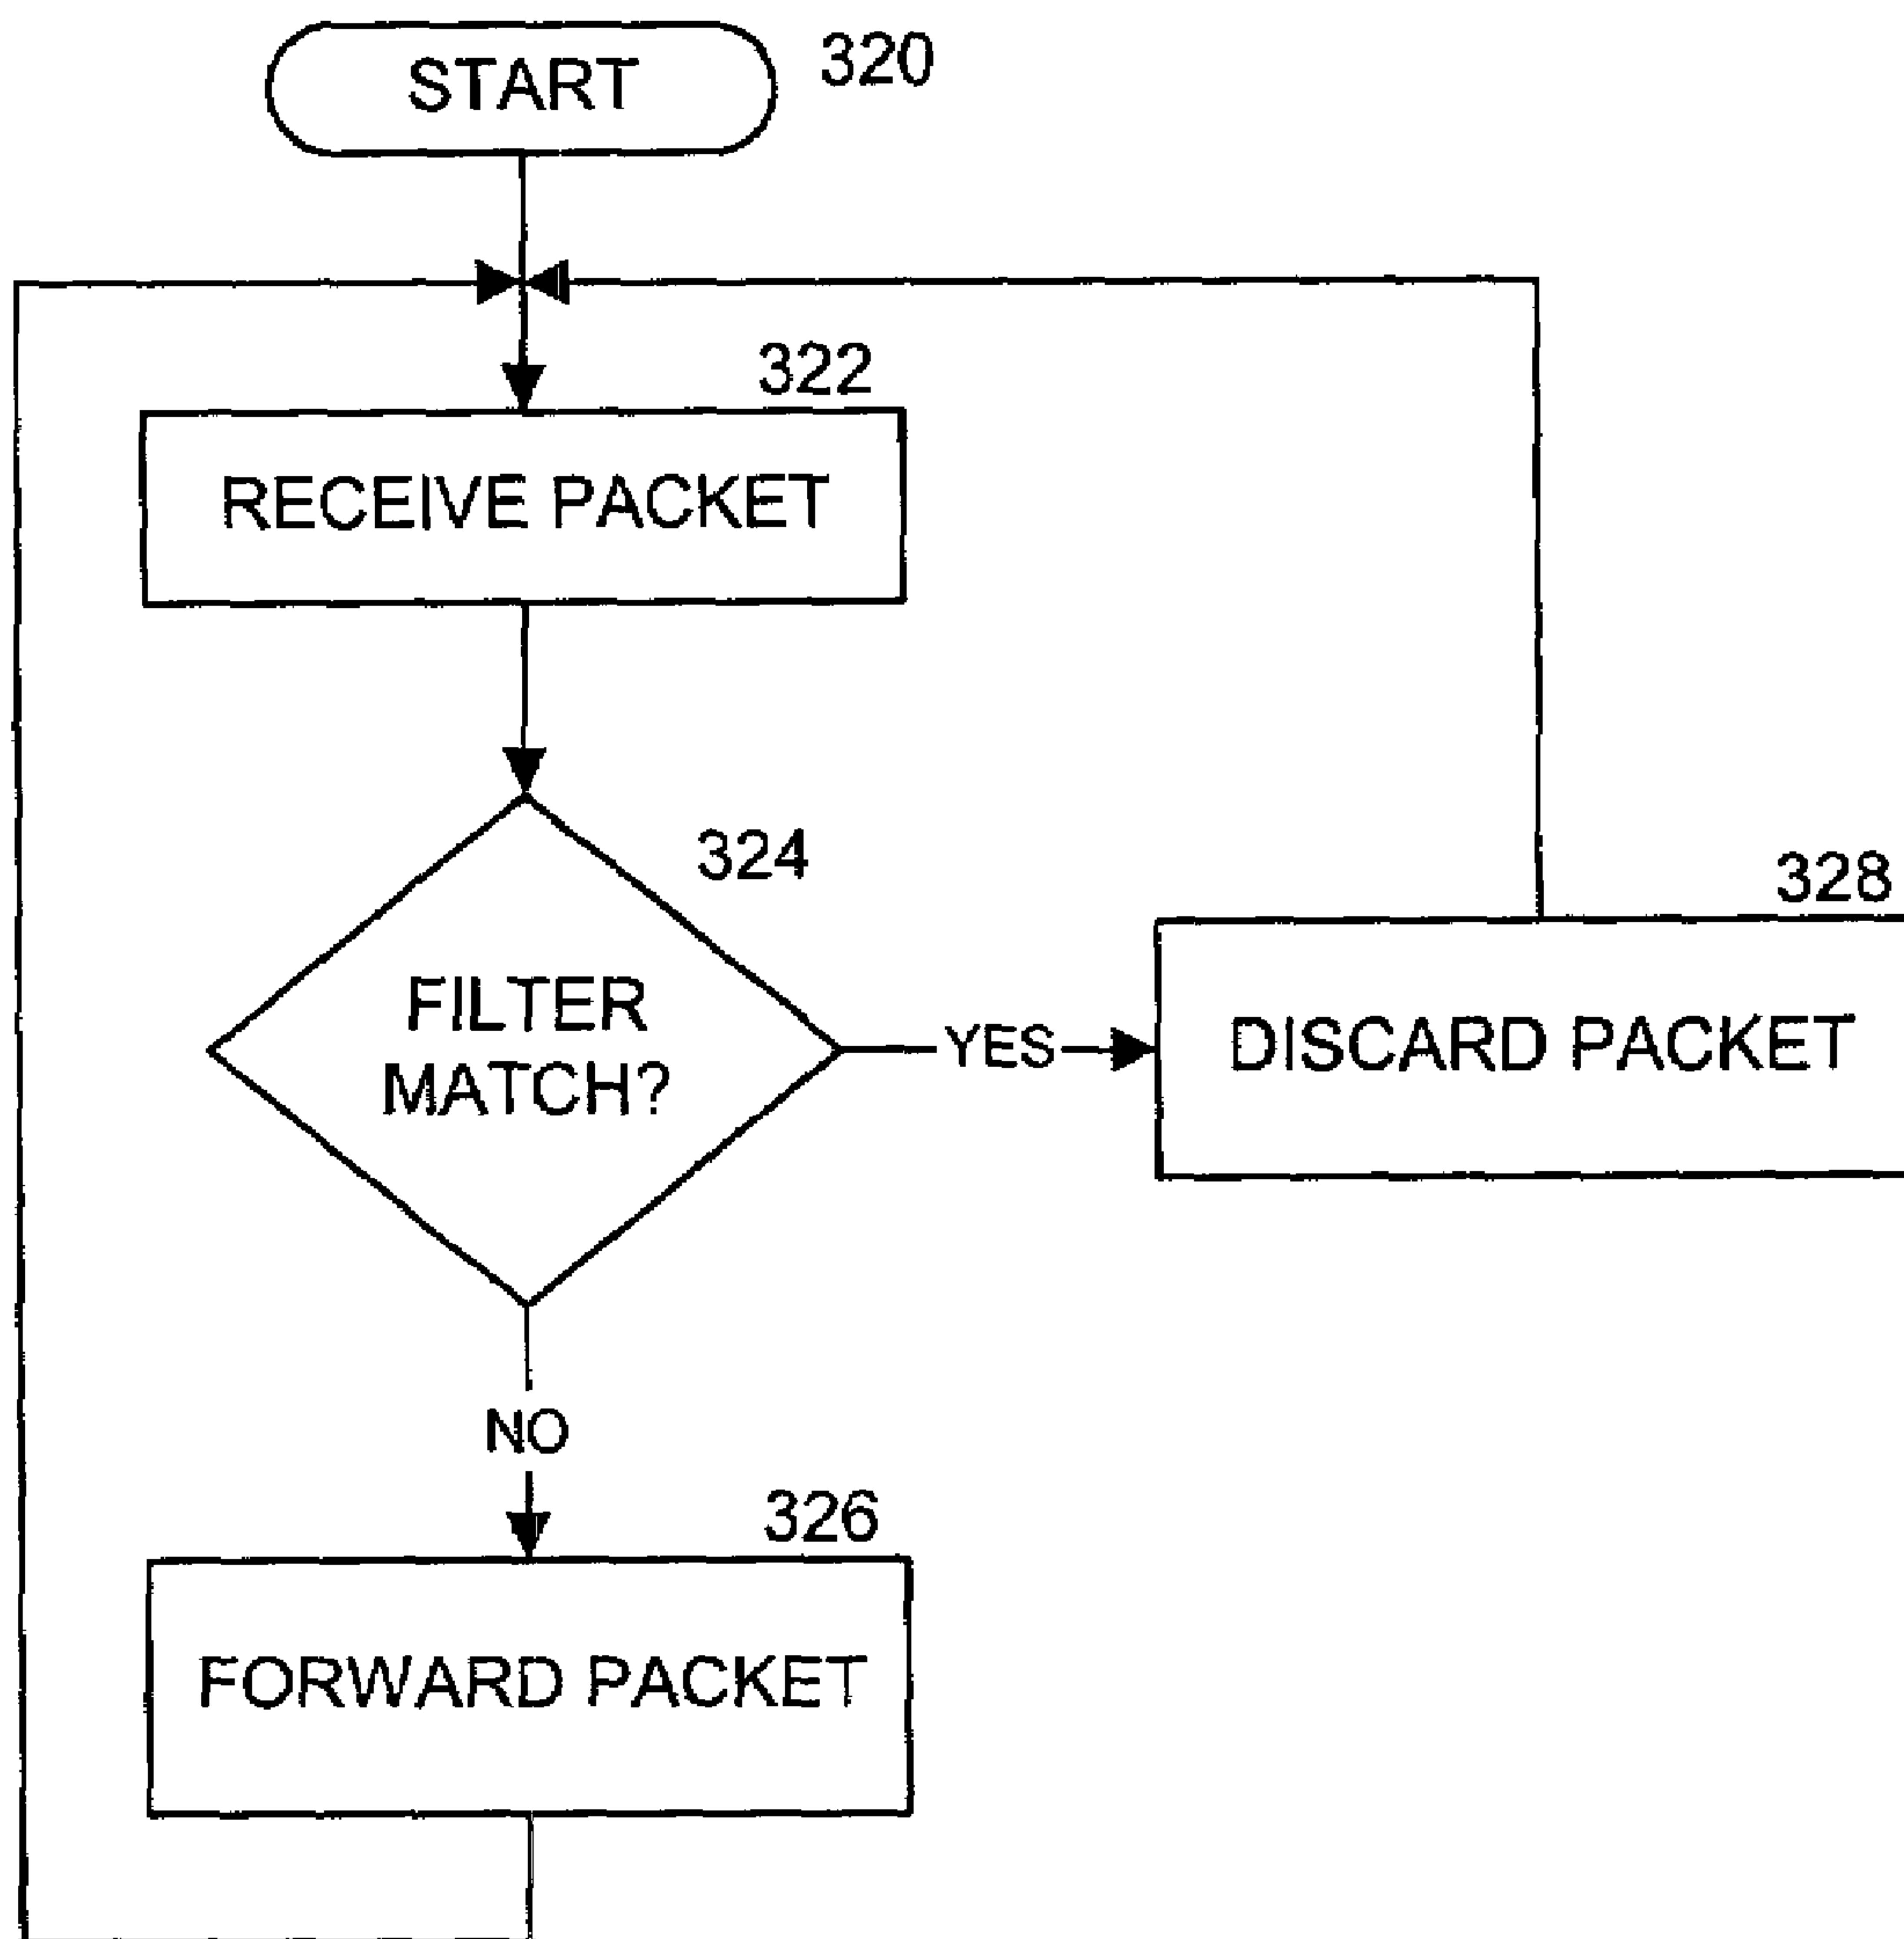 START
320
322
RECEIVE PACKET
324
FILTER
MATCH?
YES
328
DISCARD PACKET
NO
326
FORWARD PACKET